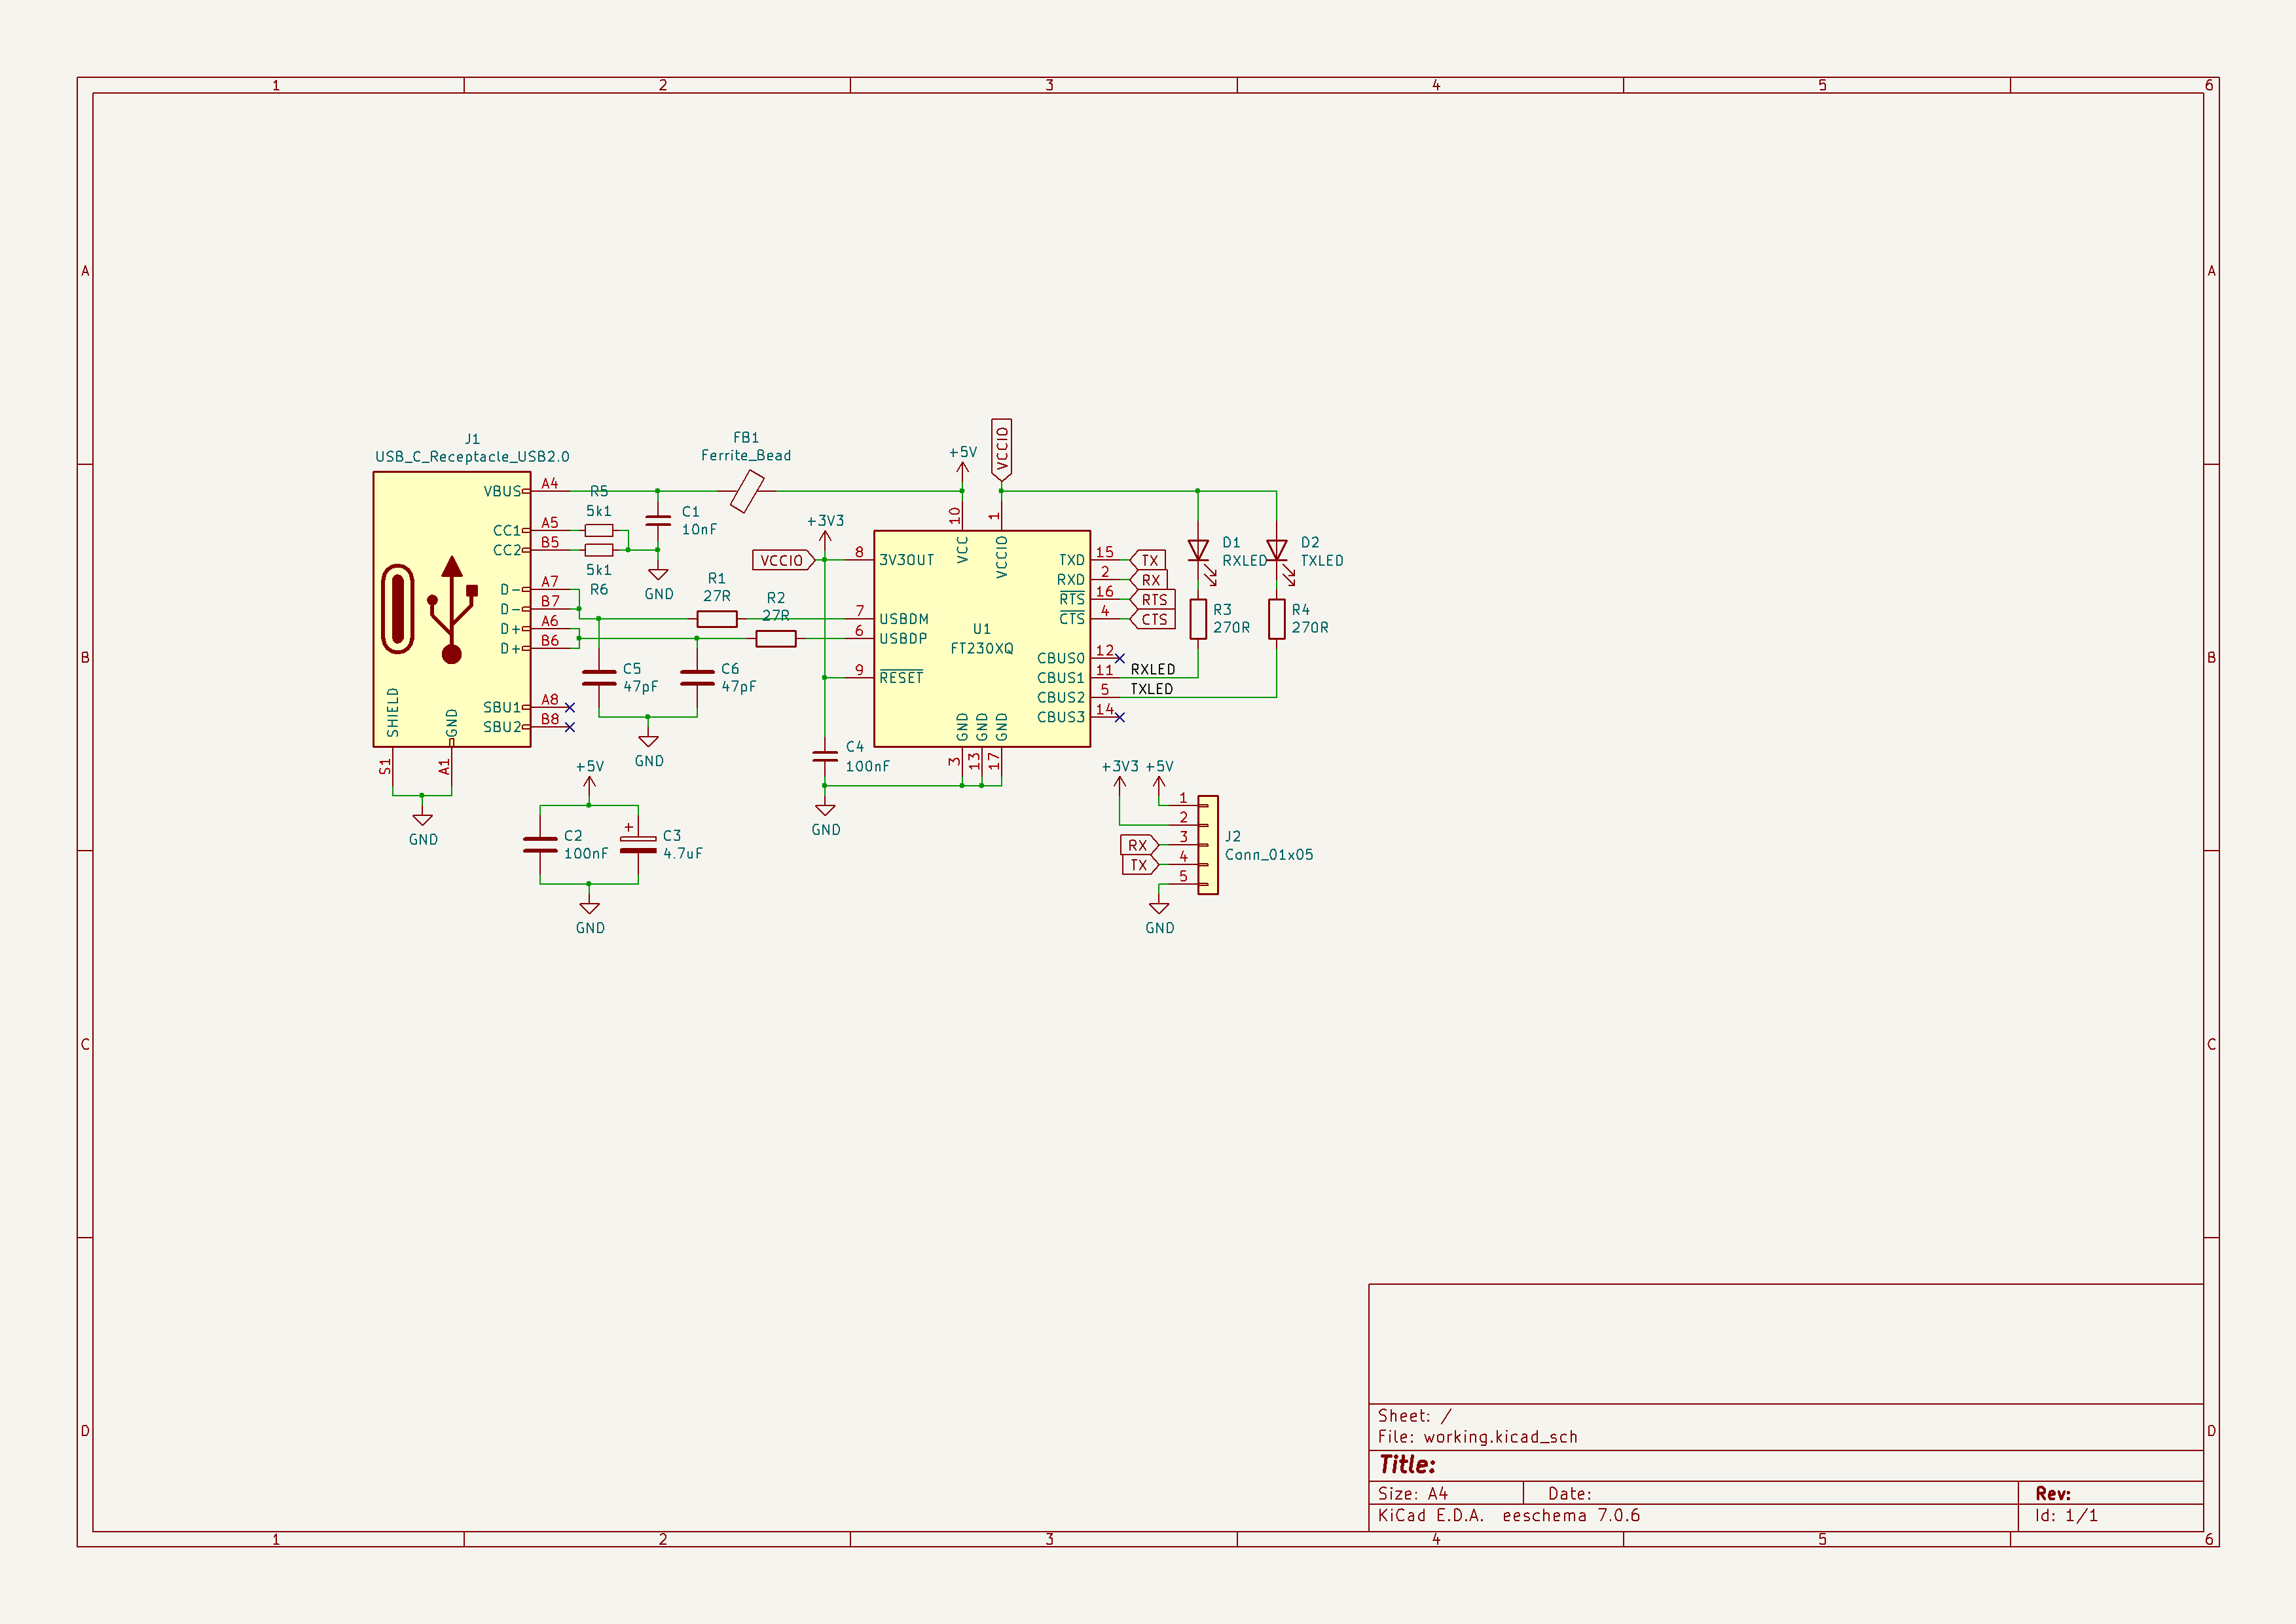 1 2 3 4 5 6
A
B
C
D
A
B
C
D
J1
USB_C_Receptacle_USB2.0
VBUS A4
CC1 A5
CC2 B5
D- A7
D- B7
D+ A6
D+ B6
SBU1 A8
SBU2 B8
SHIELD
GND
S1
A1
GND
R5
5k1
5k1
R6
C1
10nF
GND
FB1
Ferrite_Bead
R1
27R
R2
27R
C5
47pF
C6
47pF
GND
+5V
C2
100nF
+
C3
4.7uF
GND
+3V3
VCCIO
C4
100nF
GND
+5V
VCCIO
10
1
VCC
VCCIO
8 3V3OUT
7 USBDM
6 USBDP
9 RESET
U1
FT230XQ
TXD 15 TX
RXD 2 RX
RTS 16 RTS
CTS 4 CTS
CBUS0 12
CBUS1 11 RXLED
CBUS2 5 TXLED
CBUS3 14
GND
GND
GND
3
13
17
D1
RXLED
D2
TXLED
R3
270R
R4
270R
+3V3 +5V
1
2
RX 3
TX 4
5
J2
Conn_01x05
GND
Sheet: /
File: working.kicad_sch
Title:
Size: A4 Date: Rev:
KiCad E.D.A. eeschema 7.0.6 Id: 1/1
1 2 3 4 5 6